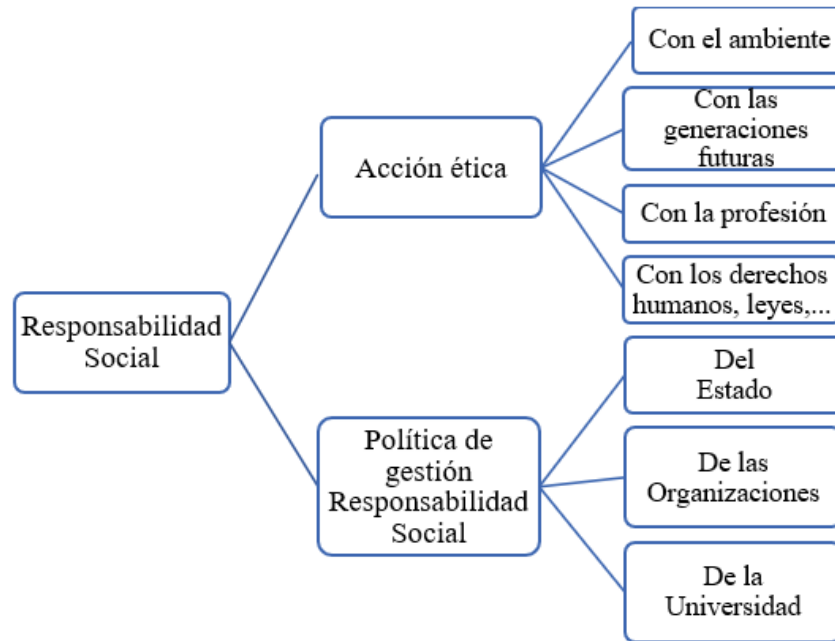 Con el ambiente
Con las
generaciones
futuras
Acción ética
Con la profesión
Con los derechos
humanos, leyes,...
Responsabilidad
Social
Del
Estado
Política de
gestión
Responsabilidad
Social
De las
Organizaciones
De la
Universidad